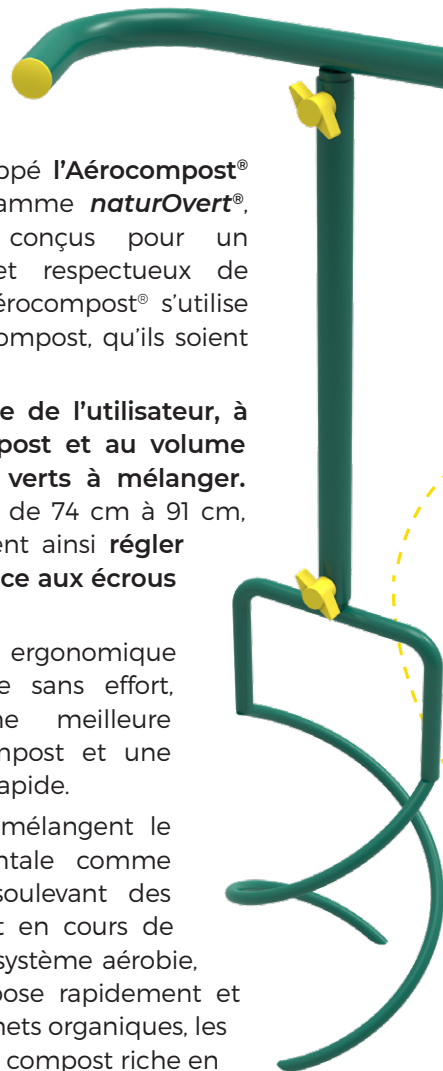 ppé l'Aérocompost®
amme naturOvert®,
conçus pour un
et respectueux de
érocompost® s'utilise
ompost, qu'ils soient
e de l'utilisateur, à
post et au volume
verts à mélanger.
de 74 cm à 91 cm,
ent ainsi régler
ce aux écrous
ergonomique
e sans effort,
ne meilleure
mpost et une
apide.
mélangent le
ntale comme
soulevant des
t en cours de
système aérobie,
pose rapidement et
hets organiques, les
compost riche en